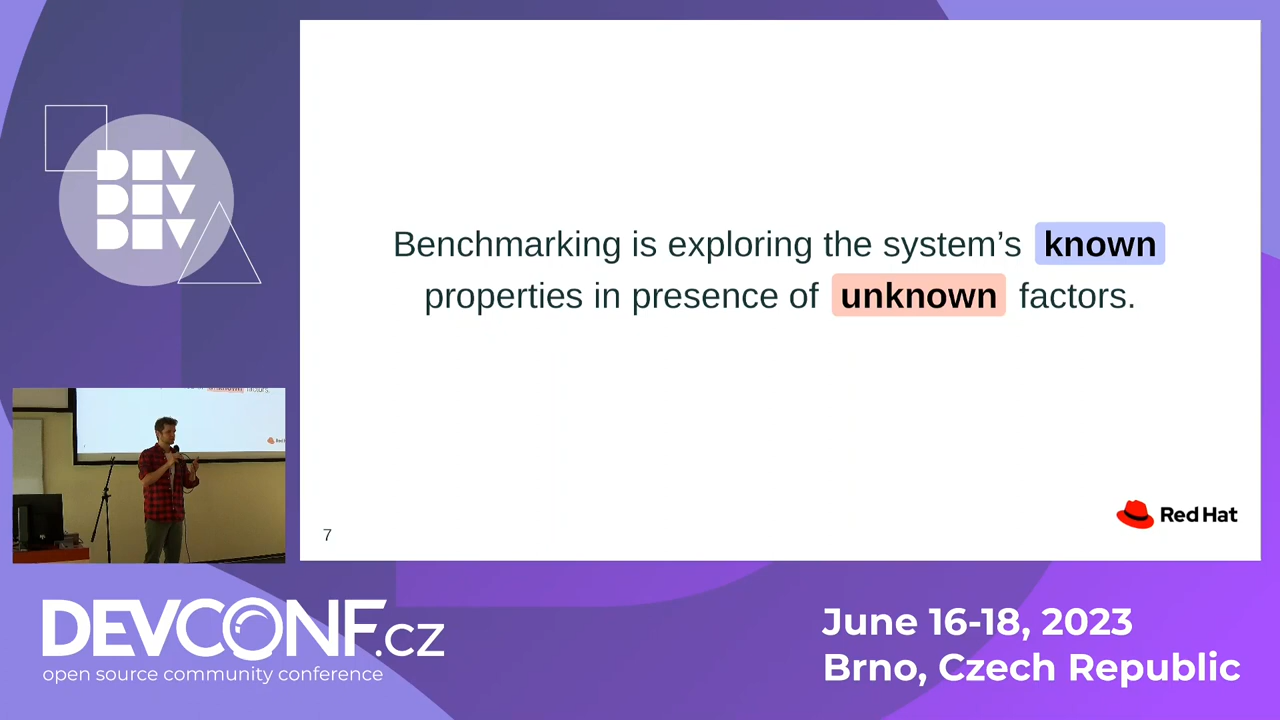 DEV
DEV
DEV
Benchmarking is exploring the system’s known
properties in presence of unknown factors.
7
Red Hat
factors.
DEVCONF.cz
open source community conference
June 16-18, 2023
Brno, Czech Republic